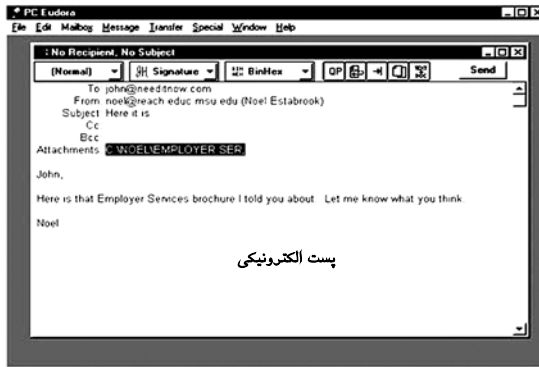 PC Eudora
File Edit Mailbox Message Transfer Special Window Help
: No Recipient, No Subject
(Normal) Signature BinHex QP Send
To john@needitnow.com
From noel@reach educ msu edu (Noel Estabrook)
Subject Here it is
Cc
Bcc
Attachments C:\NOEL\EMPLOYER SER,
John,
Here is that Employer Services brochure I told you about Let me know what you think
Noel
پست الکترونیکی